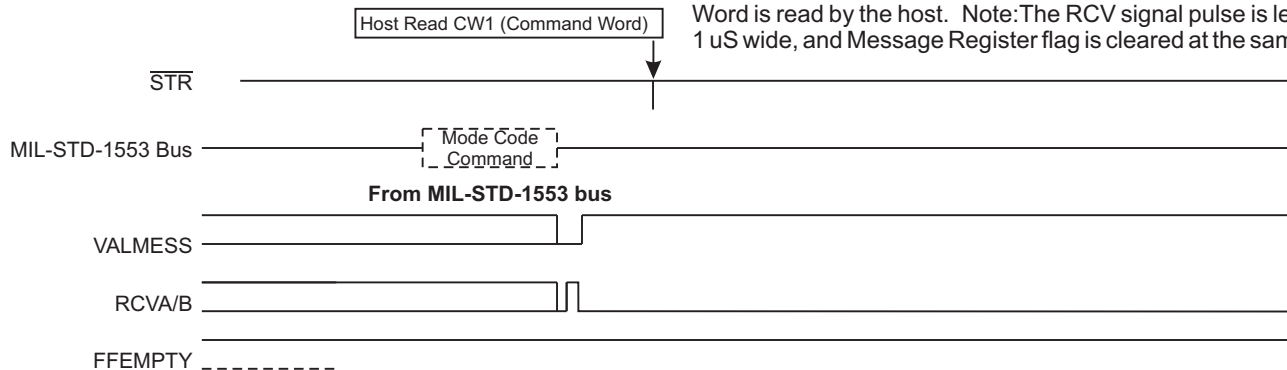 Word is read by the host. Note:The RCV signal pulse is
1 uS wide, and Message Register flag is cleared at the
Host Read CW1 (Command Word)
STR
MIL-STD-1553 Bus
Mode Code
Command
From MIL-STD-1553 bus
VALMESS
RCVA/B
FFEMPTY